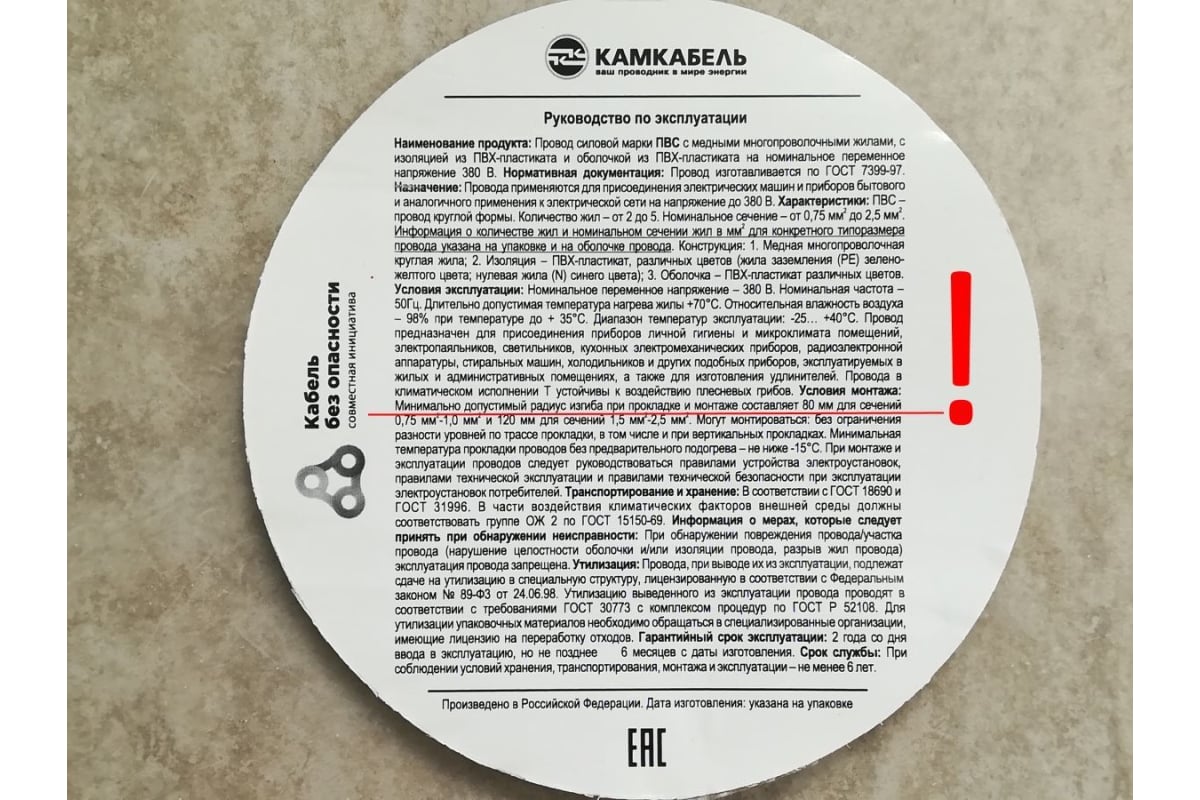 КАМКАБЕЛЬ
ваш проводник в мире энергии
Руководство по эксплуатации
Наименование продукта: Провод силовой марки ПВС с медными многопроволочными жилами, с
изоляцией из ПВХ-пластиката и оболочкой из ПВХ-пластиката на номинальное переменное
напряжение 380 В. Нормативная документация: Провод изготавливается по ГОСТ 7399-97.
Назначение: Провода применяются для присоединения электрических машин и приборов бытового
и аналогичного применения к электрической сети на напряжение до 380 В. Характеристики: ПВС –
провод круглой формы. Количество жил – от 2 до 5. Номинальное сечение – от 0,75 мм² до 2,5 мм².
Информация о количестве жил и номинальном сечении жил в мм² для конкретного типоразмера
провода указана на упаковке и на оболочке провода. Конструкция: 1. Медная многопроволочная
круглая жила; 2. Изоляция – ПВХ-пластикат, различных цветов (жила заземления (PE) зелено-
желтого цвета; нулевая жила (N) синего цвета); 3. Оболочка – ПВХ-пластикат различных цветов.
Условия эксплуатации: Номинальное переменное напряжение – 380 В. Номинальная частота –
50Гц. Длительно допустимая температура нагрева жилы +70°С. Относительная влажность воздуха
– 98% при температуре до + 35°С. Диапазон температур эксплуатации: -25… +40°С. Провод
предназначен для присоединения приборов личной гигиены и микроклимата помещений,
электропаяльников, светильников, кухонных электромеханических приборов, радиоэлектронной
аппаратуры, стиральных машин, холодильников и других подобных приборов, эксплуатируемых в
жилых и административных помещениях, а также для изготовления удлинителей. Провода в
климатическом исполнении Т устойчивы к воздействию плесневых грибов. Условия монтажа:
Минимально допустимый радиус изгиба при прокладке и монтаже составляет 80 мм для сечений
0,75 мм²-1,0 мм² и 120 мм для сечений 1,5 мм²-2,5 мм². Могут монтироваться: без ограничения
разности уровней по трассе прокладки, в том числе и при вертикальных прокладках. Минимальная
температура прокладки проводов без предварительного подогрева – не ниже -15°С. При монтаже и
эксплуатации проводов следует руководствоваться правилами устройства электроустановок,
правилами технической эксплуатации и правилами технической безопасности при эксплуатации
электроустановок потребителей. Транспортирование и хранение: В соответствии с ГОСТ 18690 и
ГОСТ 31996. В части воздействия климатических факторов внешней среды должны
соответствовать группе ОЖ 2 по ГОСТ 15150-69. Информация о мерах, которые следует
принять при обнаружении неисправности: При обнаружении повреждения провода/участка
провода (нарушение целостности оболочки и/или изоляции провода, разрыв жил провода)
эксплуатация провода запрещена. Утилизация: Провода, при выводе их из эксплуатации, подлежат
сдаче на утилизацию в специальную структуру, лицензированную в соответствии с Федеральным
законом № 89-ФЗ от 24.06.98. Утилизацию выведенного из эксплуатации провода проводят в
соответствии с требованиями ГОСТ 30773 с комплексом процедур по ГОСТ Р 52108. Для
утилизации упаковочных материалов необходимо обращаться в специализированные организации,
имеющие лицензию на переработку отходов. Гарантийный срок эксплуатации: 2 года со дня
ввода в эксплуатацию, но не позднее 6 месяцев с даты изготовления. Срок службы: При
соблюдении условий хранения, транспортирования, монтажа и эксплуатации – не менее 6 лет.
Произведено в Российской Федерации. Дата изготовления: указана на упаковке
ЕАС
Кабель
без опасности
совместная инициатива
!